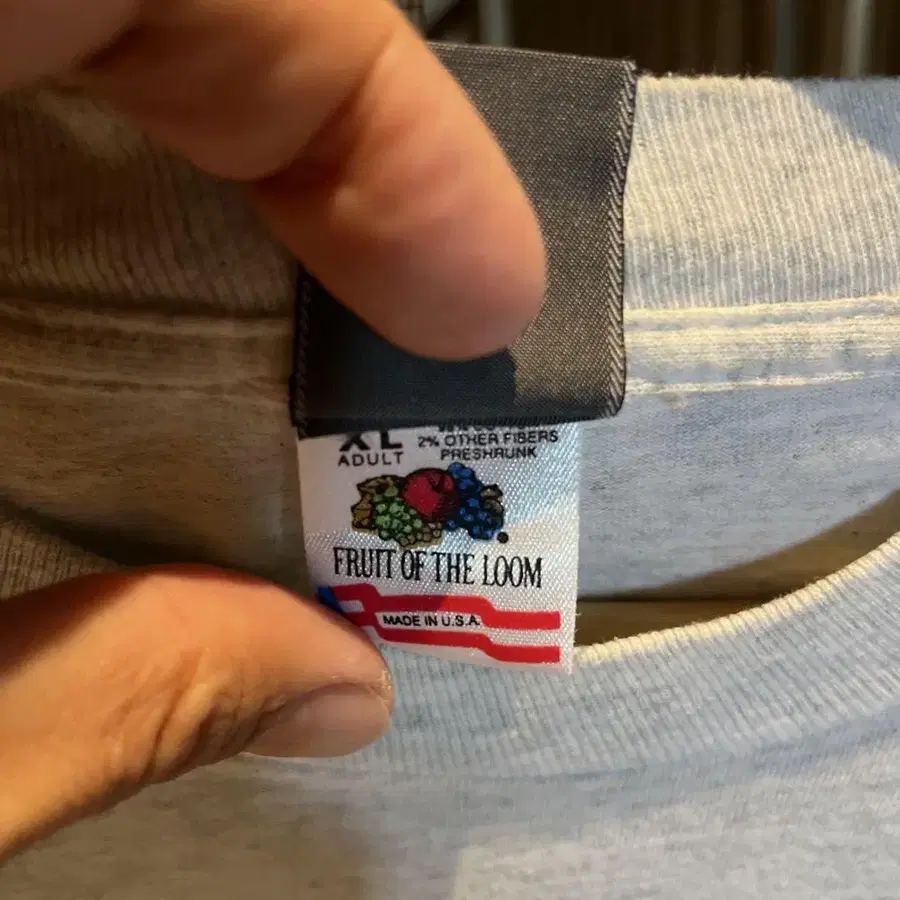 XL
ADULT
2% OTHER FIBERS
PRESHRUNK
FRUIT OF THE LOOM
MADE IN U.S.A.